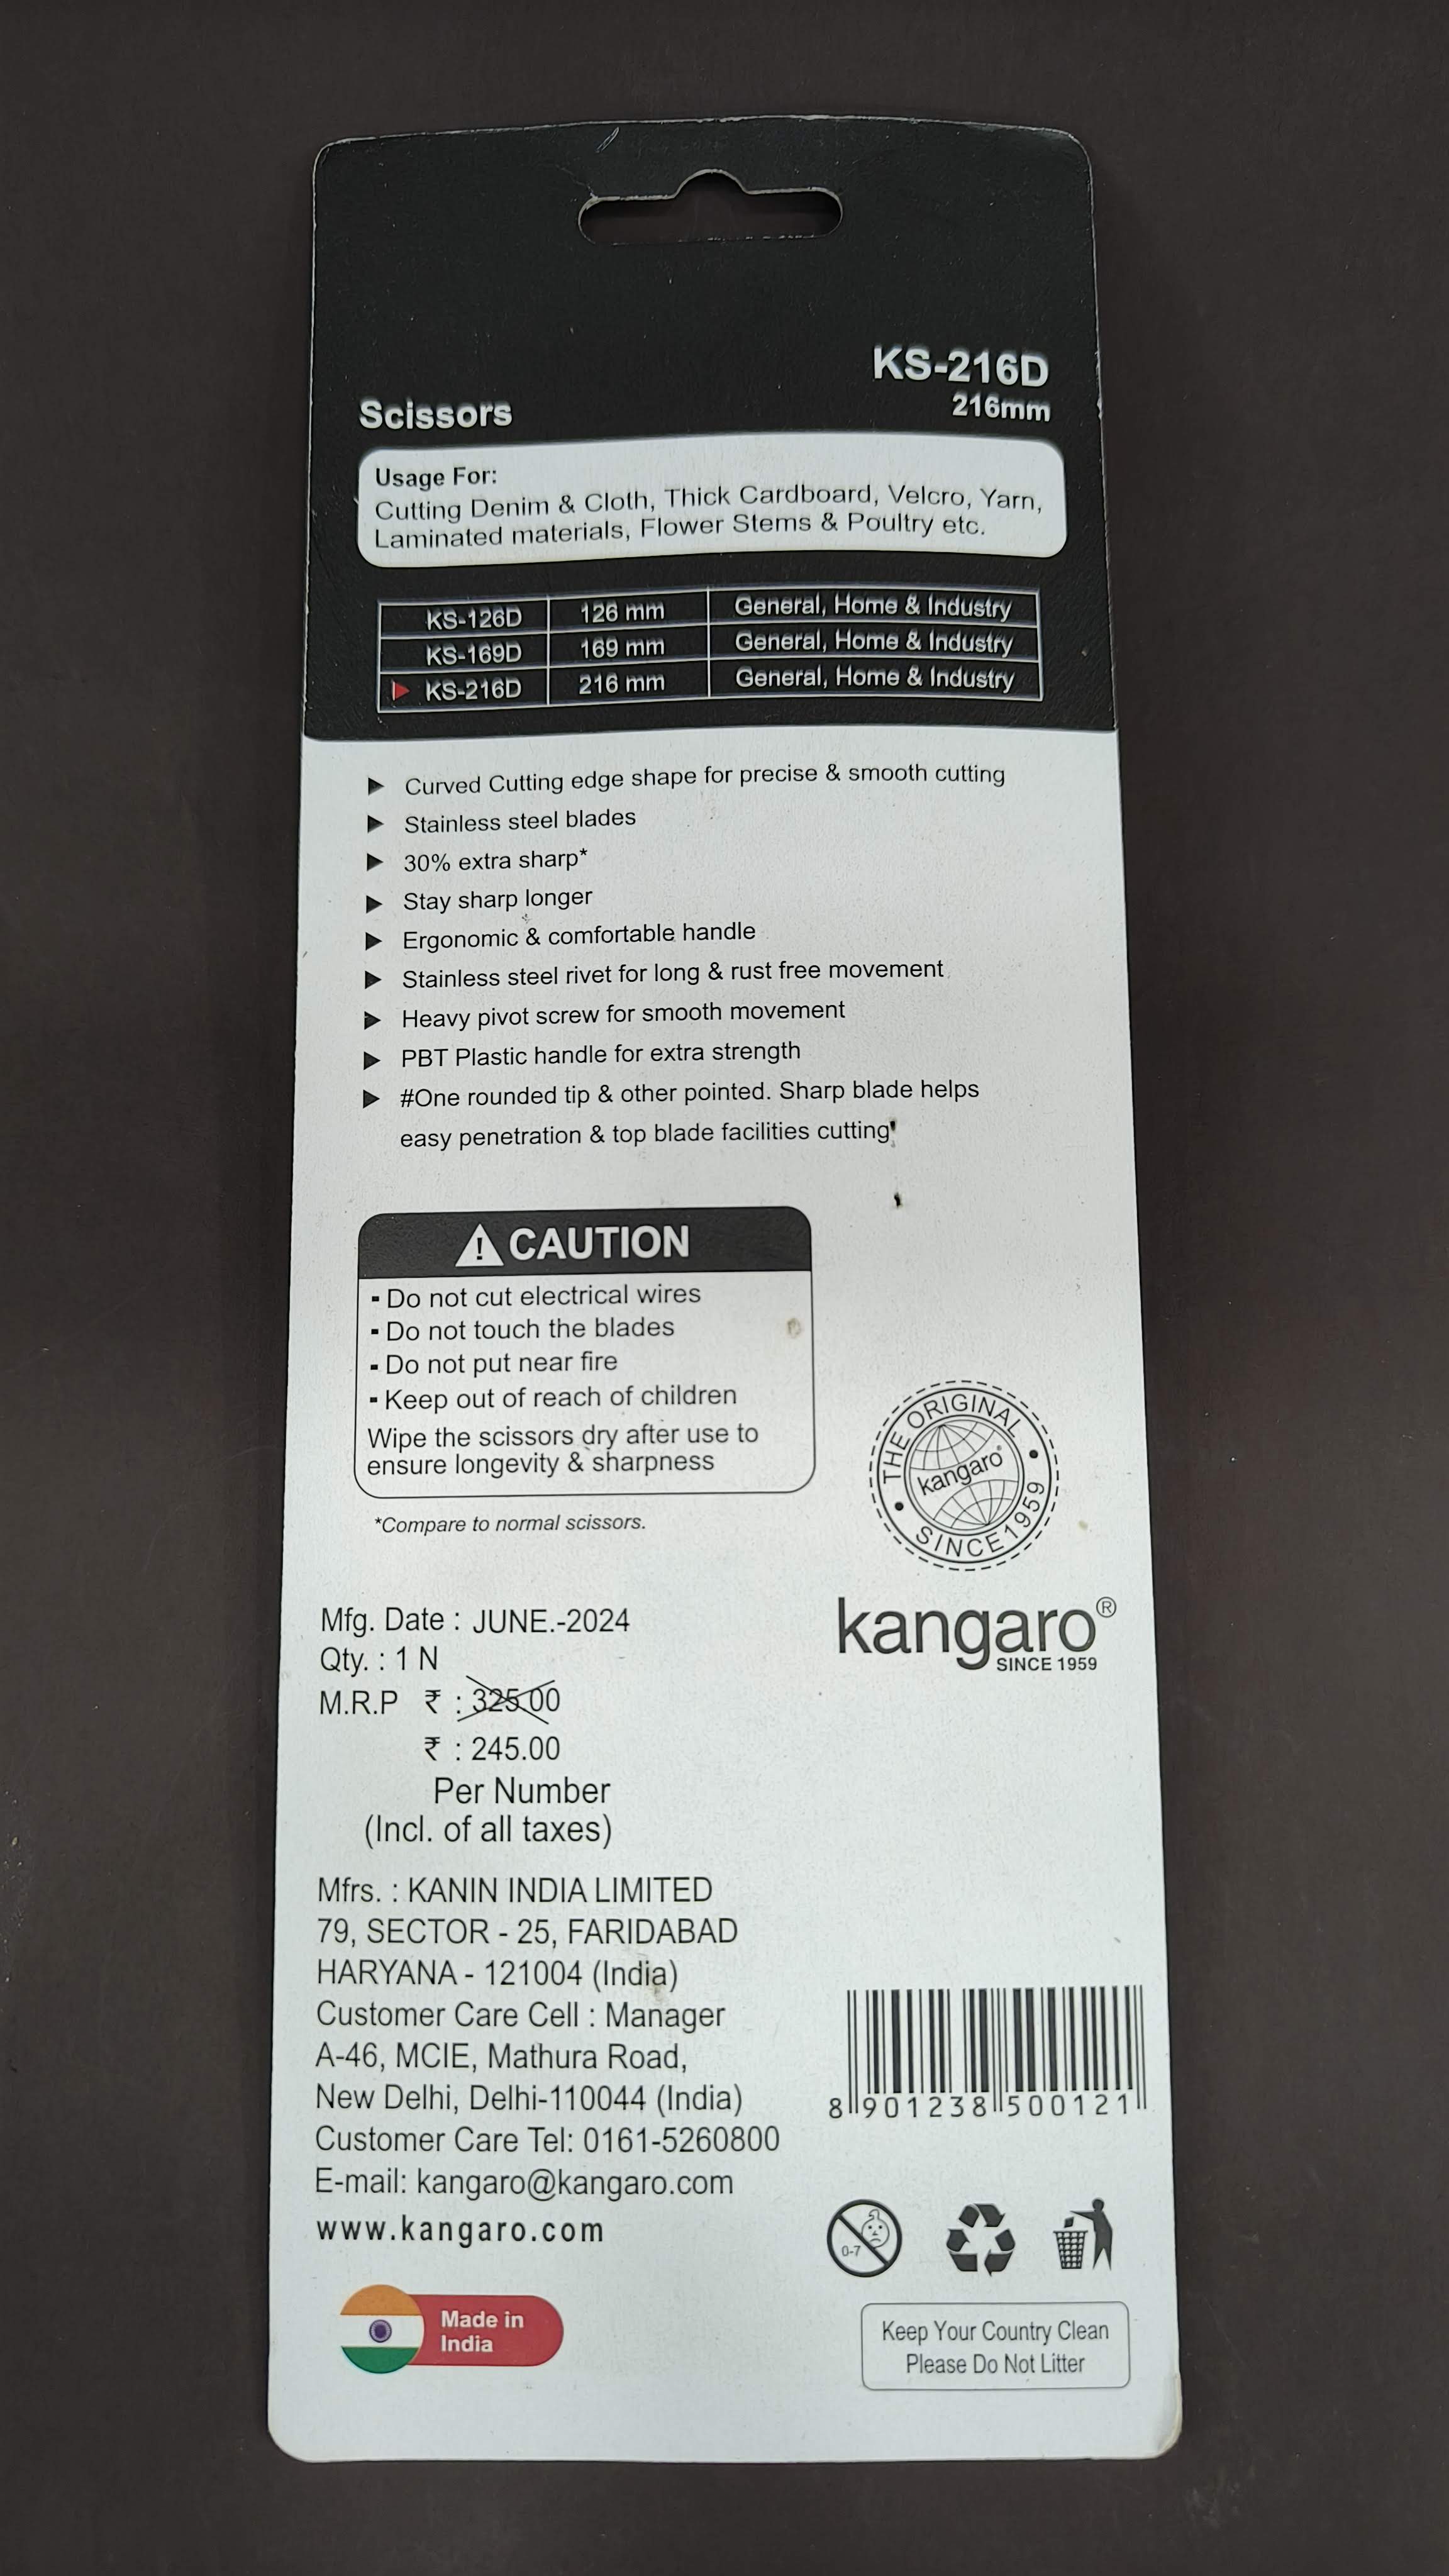 KS-216D
216mm
Scissors
Usage For:
Cutting Denim & Cloth, Thick Cardboard, Velcro, Yarn,
Laminated materials, Flower Stems & Poultry etc.
KS-126D 126 mm General, Home & Industry
KS-169D 169 mm General, Home & Industry
KS-216D 216 mm General, Home & Industry
Curved Cutting edge shape for precise & smooth cutting
Stainless steel blades
30% extra sharp*
Stay sharp longer
Ergonomic & comfortable handle
Stainless steel rivet for long & rust free movement
Heavy pivot screw for smooth movement
PBT Plastic handle for extra strength
#One rounded tip & other pointed. Sharp blade helps
easy penetration & top blade facilities cutting
CAUTION
- Do not cut electrical wires
- Do not touch the blades
- Do not put near fire
- Keep out of reach of children
Wipe the scissors dry after use to
ensure longevity & sharpness
*Compare to normal scissors.
THE ORIGINAL
kangaro®
SINCE 1959
kangaro®
SINCE 1959
Mfg. Date : JUNE.-2024
Qty. : 1 N
M.R.P ₹ : 325.00
₹ : 245.00
Per Number
(Incl. of all taxes)
Mfrs. : KANIN INDIA LIMITED
79, SECTOR - 25, FARIDABAD
HARYANA - 121004 (India)
Customer Care Cell : Manager
A-46, MCIE, Mathura Road,
New Delhi, Delhi-110044 (India)
Customer Care Tel: 0161-5260800
E-mail: kangaro@kangaro.com
www.kangaro.com
8 901238 500121
0-7
Made in
India
Keep Your Country Clean
Please Do Not Litter